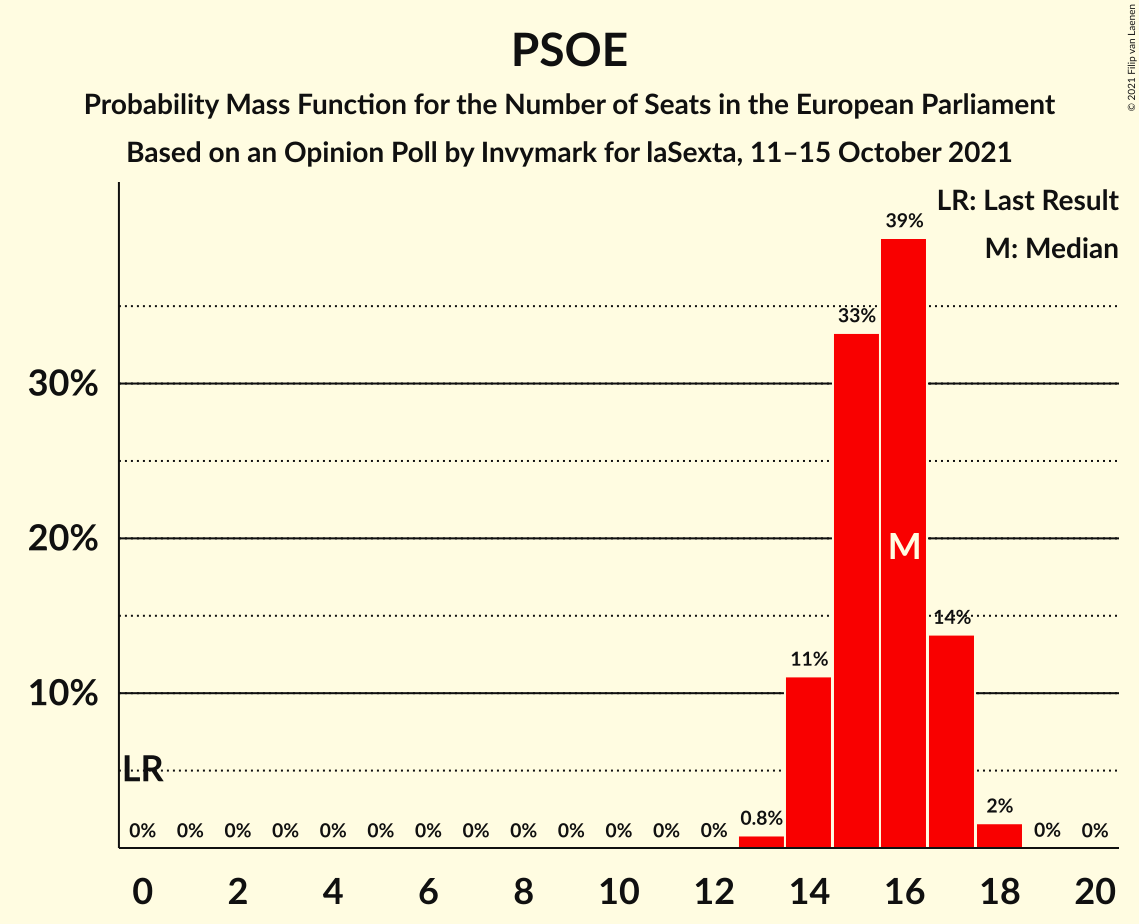 PSOE
Probability Mass Function for the Number of Seats in the European Parliament
Based on an Opinion Poll by Invymark for laSexta, 11–15 October 2021
© 2021 Filip van Laenen
LR: Last Result
M: Median
39%
33%
30%
20%
M
14%
11%
10%
LR
2%
0% 0% 0% 0% 0% 0% 0% 0% 0% 0% 0% 0% 0% 0.8% 0% 0%
0 2 4 6 8 10 12 14 16 18 20